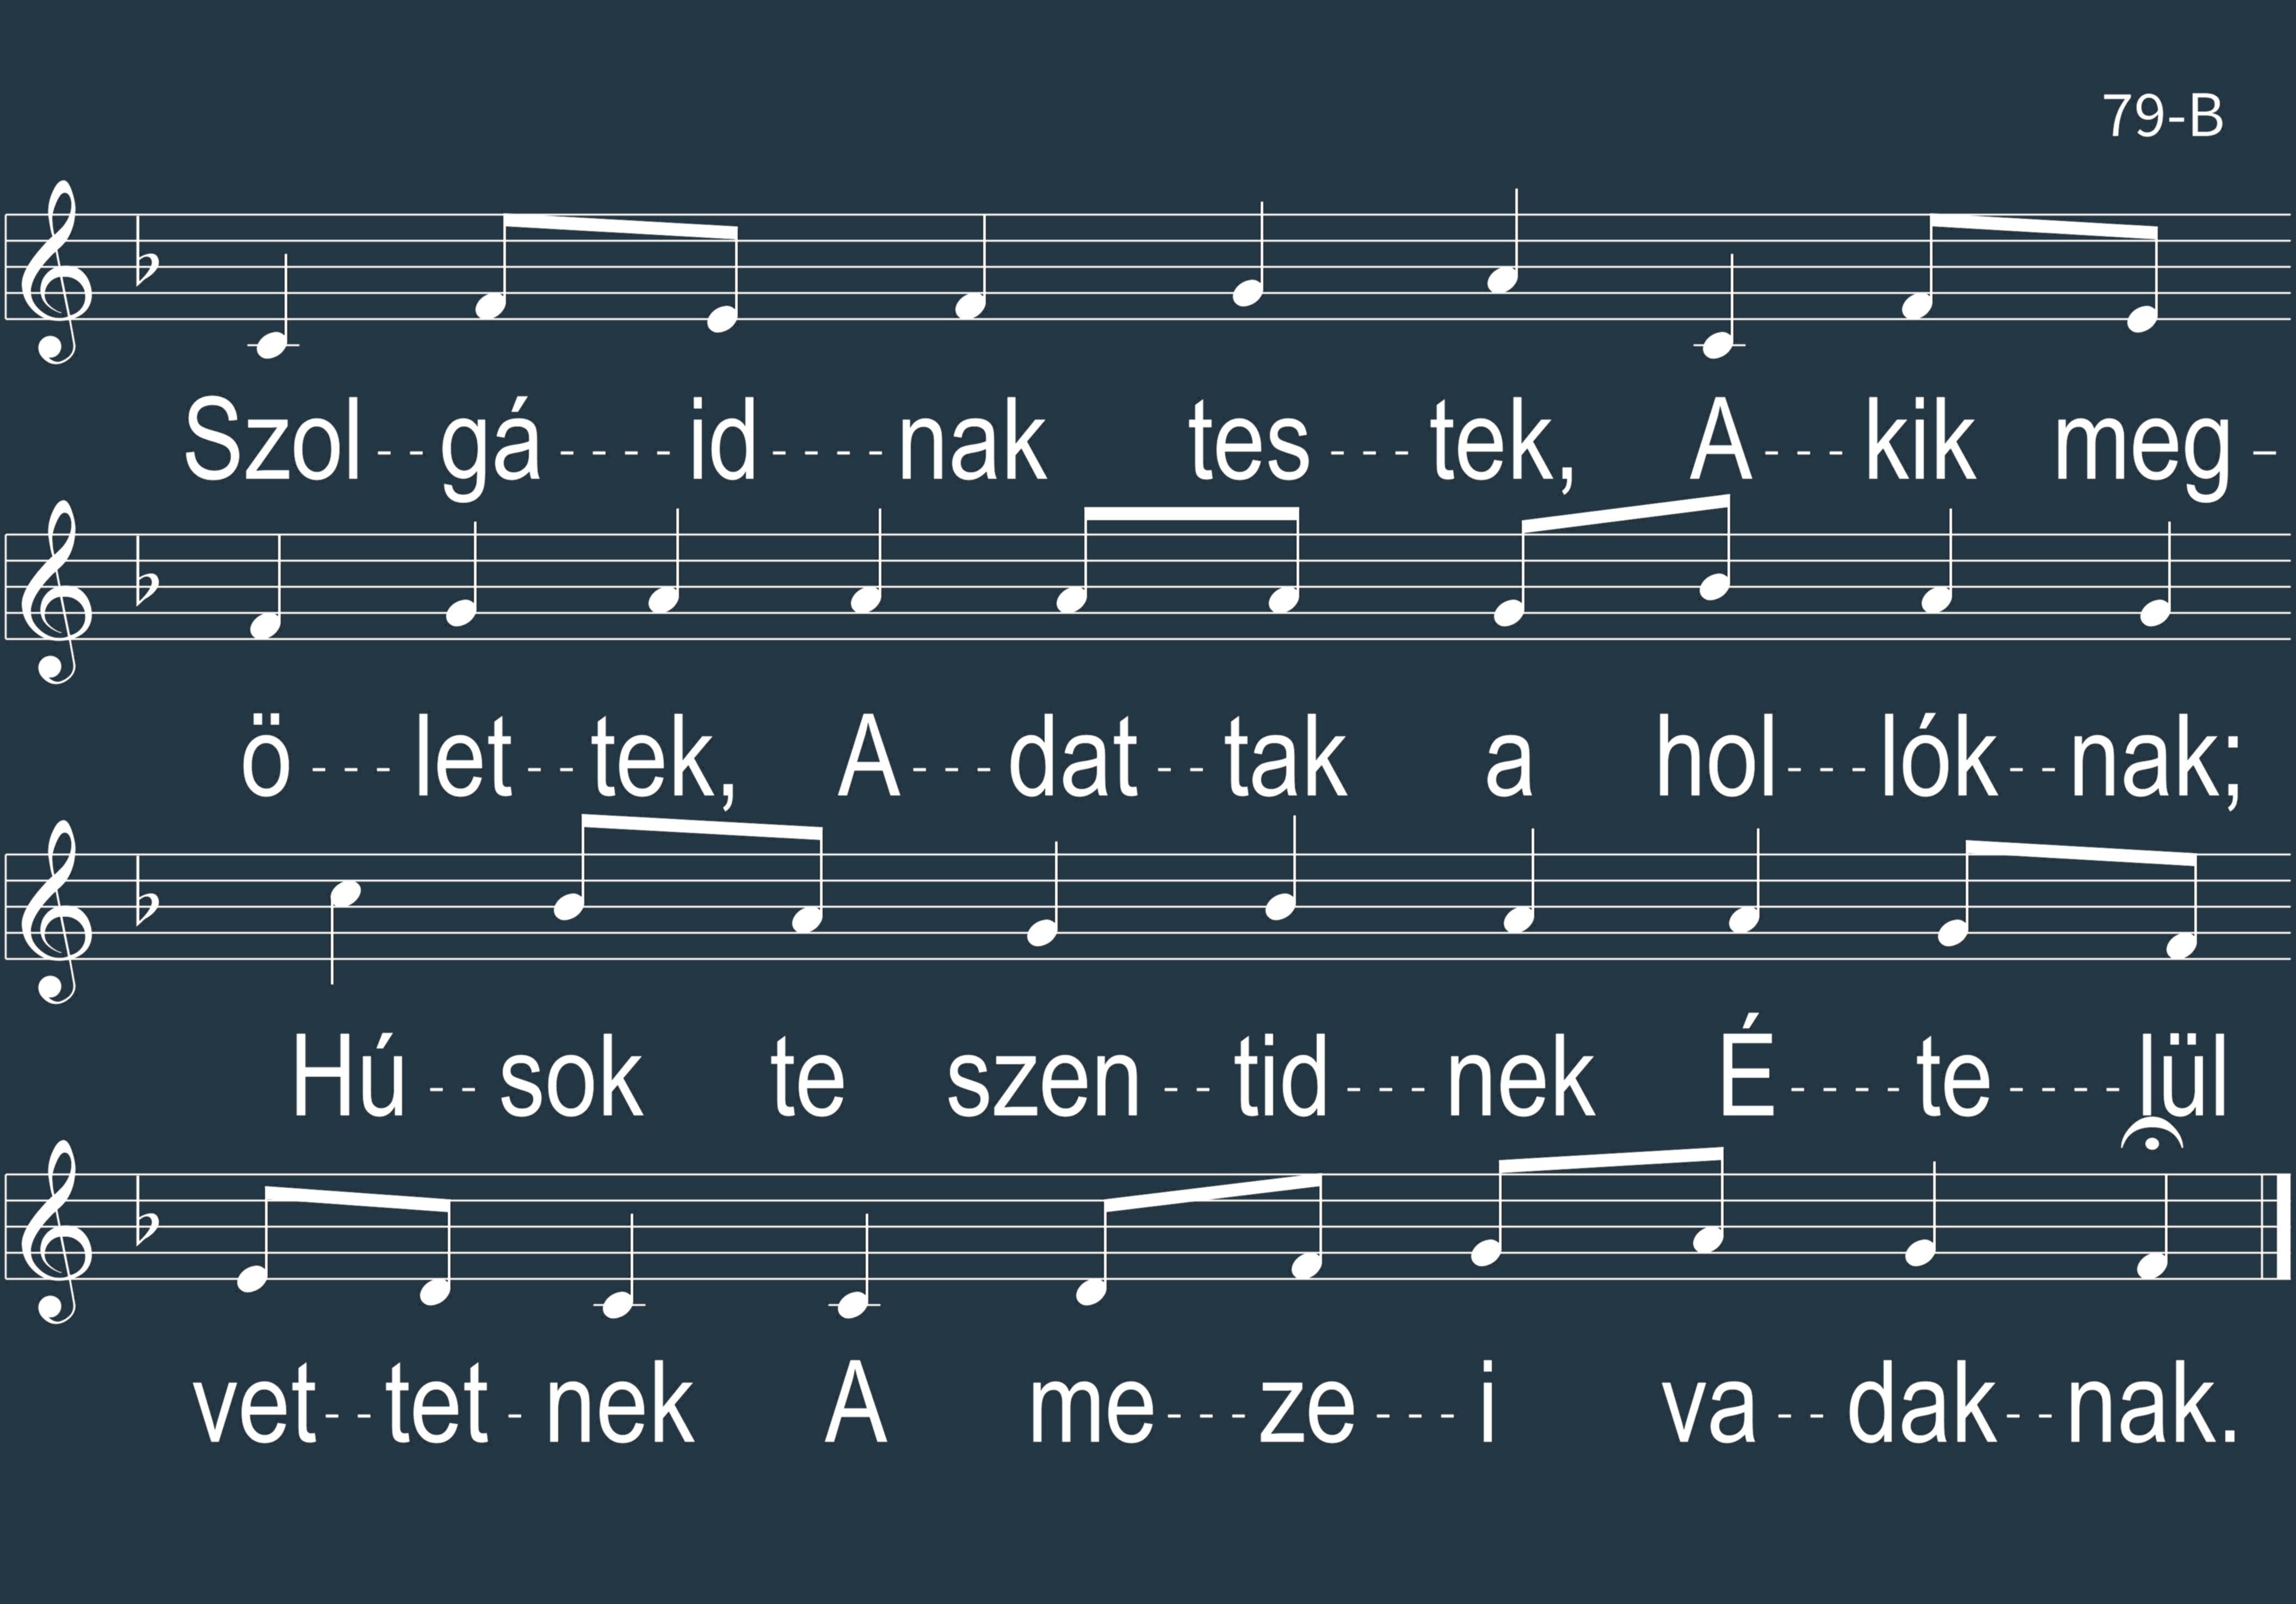 79-B
Szol--gá----id----nak tes---tek, A---kik meg-
ö---let--tek, A---dat--tak a hol---lók--nak;
Hú--sok te szen--tid---nek É----te----lül
vet--tet-nek A me---ze---i va--dak--nak.